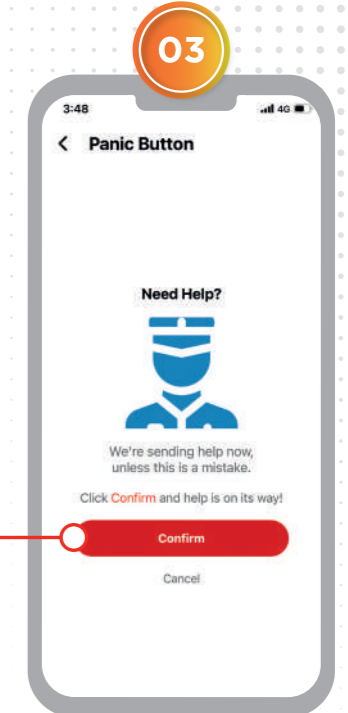 03
3:48
4G
Panic Button
Need Help?
We're sending help now,
unless this is a mistake.
Click Confirm and help is on its way!
Confirm
Cancel